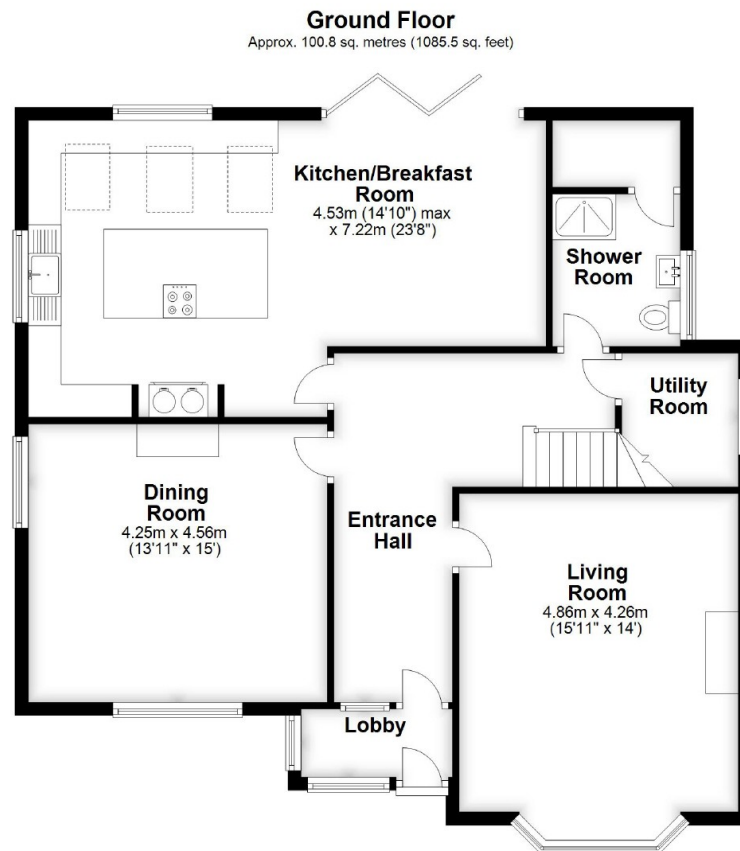 Ground Floor
Approx. 100.8 sq. metres (1085.5 sq. feet)
Kitchen/Breakfast
Room
4.53m (14'10") max
x 7.22m (23'8")
Shower
Room
Utility
Room
Dining
Room
4.25m x 4.56m
(13'11" x 15')
Entrance
Hall
Living
Room
4.86m x 4.26m
(15'11" x 14')
Lobby